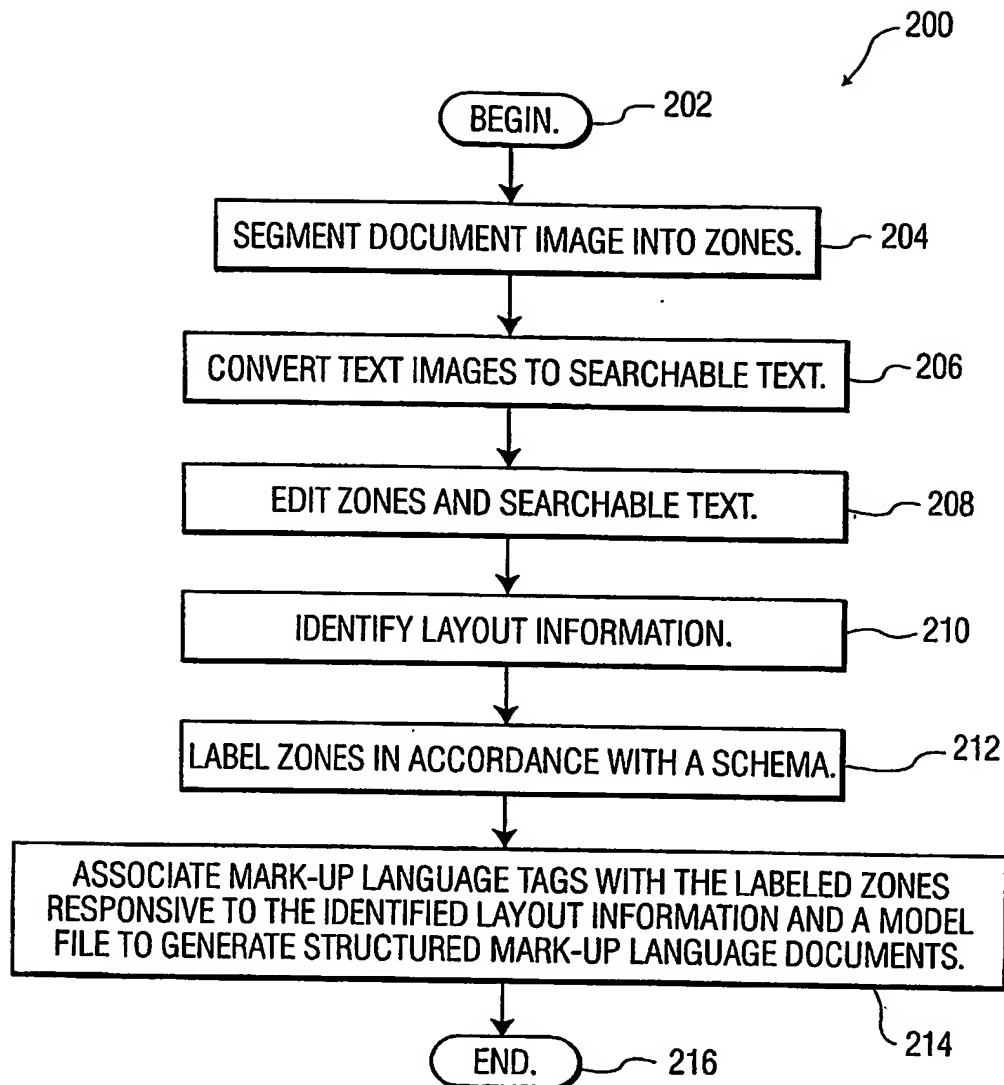 200
BEGIN. 202
SEGMENT DOCUMENT IMAGE INTO ZONES. 204
CONVERT TEXT IMAGES TO SEARCHABLE TEXT. 206
EDIT ZONES AND SEARCHABLE TEXT. 208
IDENTIFY LAYOUT INFORMATION. 210
LABEL ZONES IN ACCORDANCE WITH A SCHEMA. 212
ASSOCIATE MARK-UP LANGUAGE TAGS WITH THE LABELED ZONES
RESPONSIVE TO THE IDENTIFIED LAYOUT INFORMATION AND A MODEL
FILE TO GENERATE STRUCTURED MARK-UP LANGUAGE DOCUMENTS.
214
END. 216